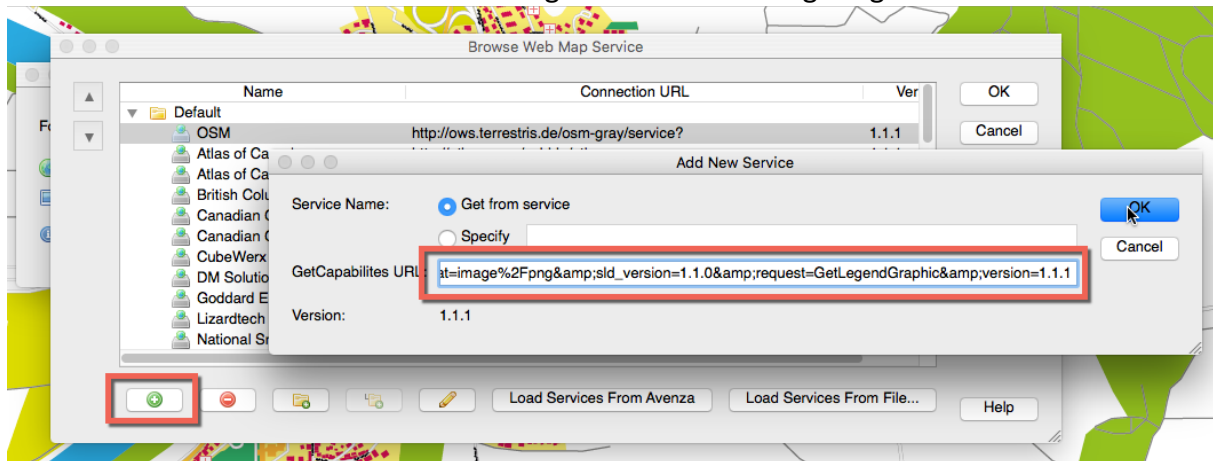 Browse Web Map Service
Name Connection URL Ver
Default
OSM http://ows.terrestris.de/osm-gray/service? 1.1.1
Atlas of Ca
Atlas of Ca
British Colu
Canadian
Canadian
CubeWerx
DM Solutio
Goddard E
Lizardtech
National Sn
OK
Cancel
Add New Service
Service Name: Get from service
Specify
GetCapabilites URL: at=image%2Fpng&amp;sld_version=1.1.0&amp;request=GetLegendGraphic&amp;version=1.1.1
Version: 1.1.1
OK
Cancel
Load Services From Avenza Load Services From File... Help